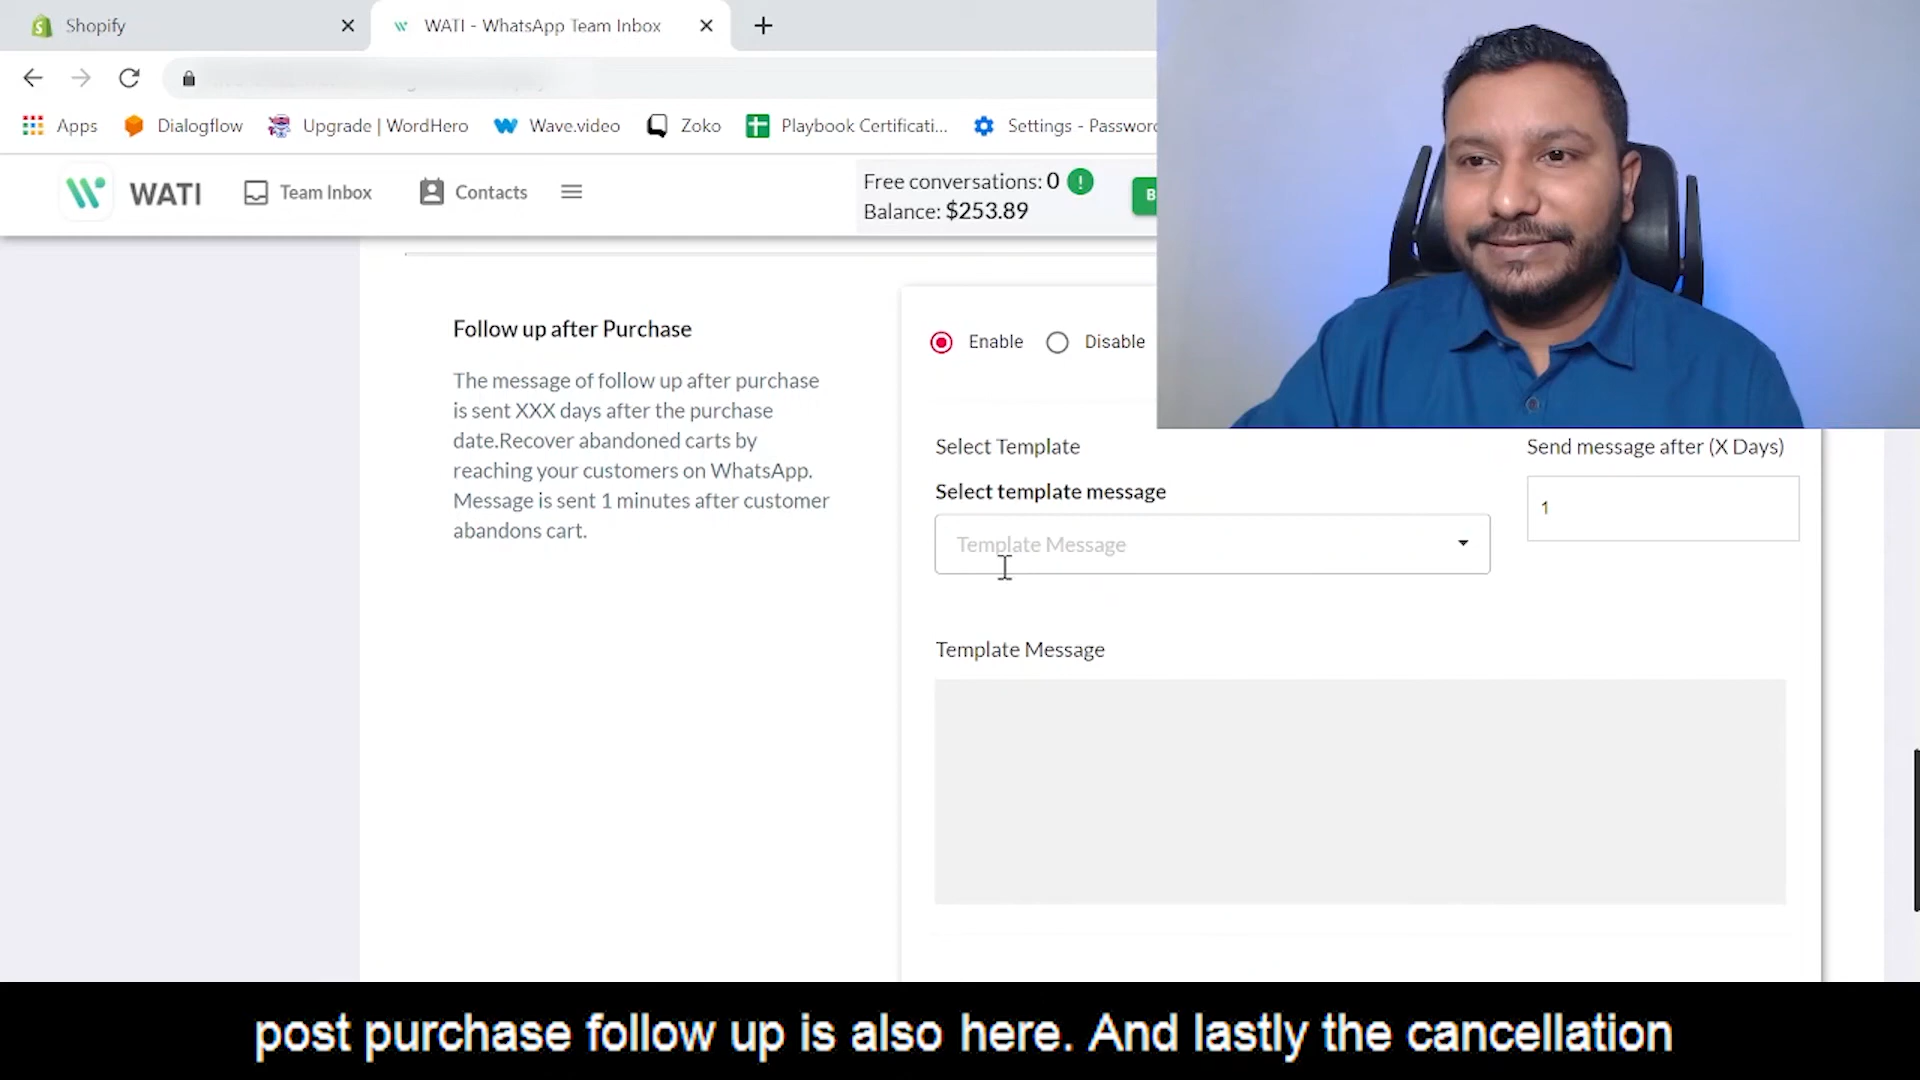 Shopify
WATI - WhatsApp Team Inbox
Apps
Dialogflow
Upgrade | WordHero
Wave.video
Zoko
Playbook Certificati...
Settings - Password
WATI
Team Inbox
Contacts
Free conversations: 0
Balance: $253.89
B
Follow up after Purchase
The message of follow up after purchase
is sent XXX days after the purchase
date.Recover abandoned carts by
reaching your customers on WhatsApp.
Message is sent 1 minutes after customer
abandons cart.
Enable
Disable
Select Template
Send message after (X Days)
Select template message
1
Template Message
Template Message
post purchase follow up is also here. And lastly the cancellation